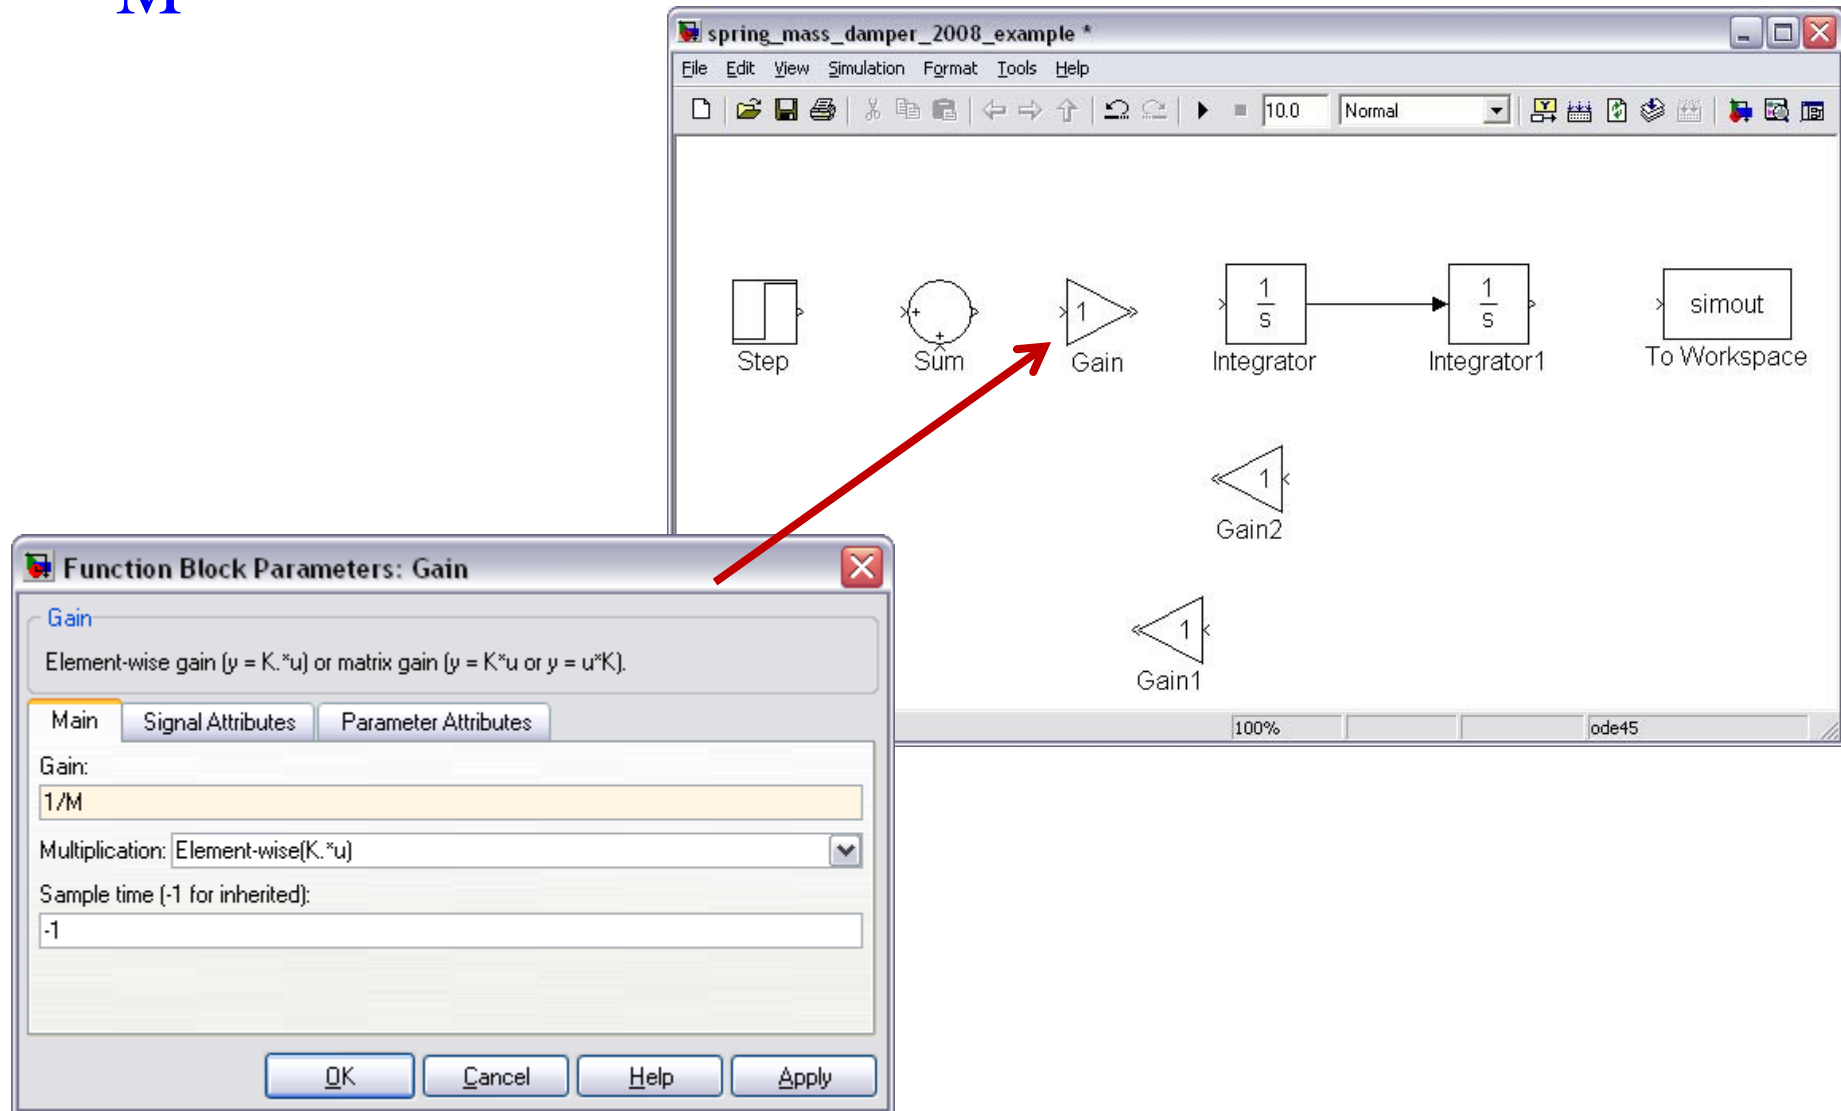 M
spring_mass_damper_2008_example *
File Edit View Simulation Format Tools Help
10.0 Normal
1
s
1
s
simout
1
+
+
Step Sum Gain Integrator Integrator1 To Workspace
1
Gain2
1
Gain1
100% ode45
Function Block Parameters: Gain
Gain
Element-wise gain (y = K.*u) or matrix gain (y = K*u or y = u*K).
Main Signal Attributes Parameter Attributes
Gain:
1/M
Multiplication: Element-wise(K.*u)
Sample time (-1 for inherited):
-1
OK Cancel Help Apply